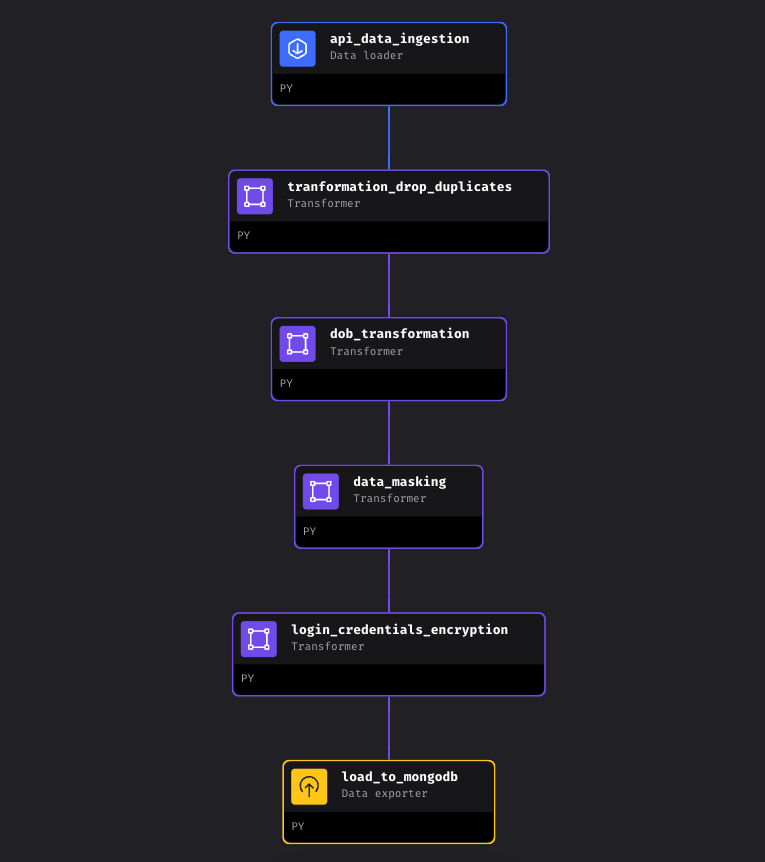 api_data_ingestion
Data loader
PY
tranformation_drop_duplicates
Transformer
PY
dob_transformation
Transformer
PY
data_masking
Transformer
PY
login_credentials_encryption
Transformer
PY
load_to_mongodb
Data exporter
PY